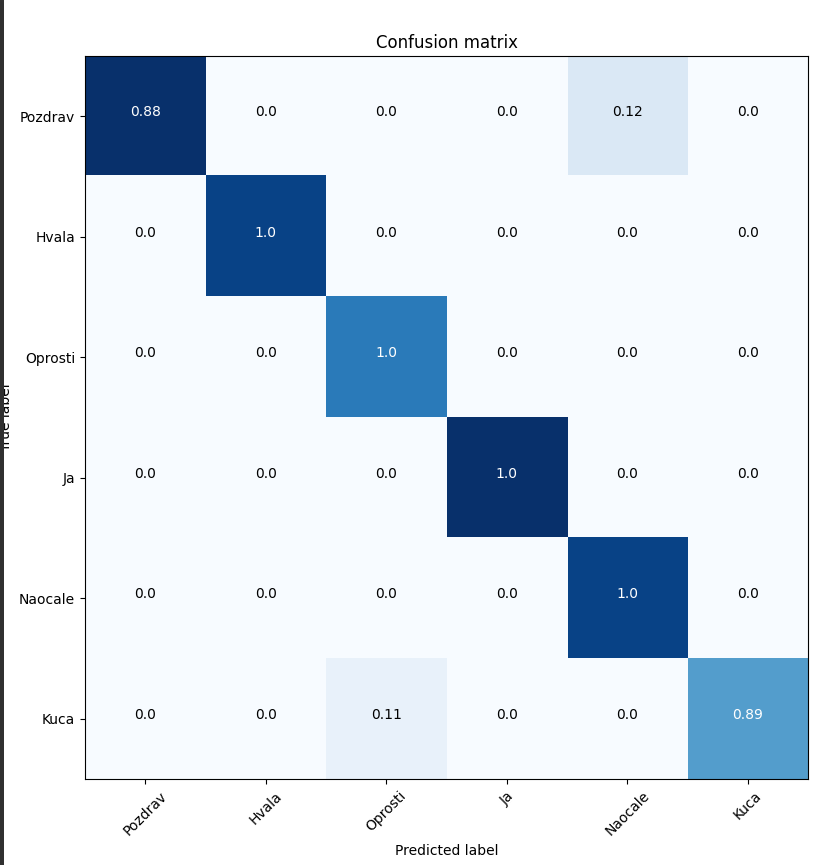 Confusion matrix
Pozdrav 0.88 0.0 0.0 0.0 0.12 0.0
Hvala 0.0 1.0 0.0 0.0 0.0 0.0
Oprosti 0.0 0.0 1.0 0.0 0.0 0.0
Ja 0.0 0.0 0.0 1.0 0.0 0.0
Naocale 0.0 0.0 0.0 0.0 1.0 0.0
Kuca 0.0 0.0 0.11 0.0 0.0 0.89
Pozdrav Hvala Oprosti Ja Naocale Kuca
Predicted label